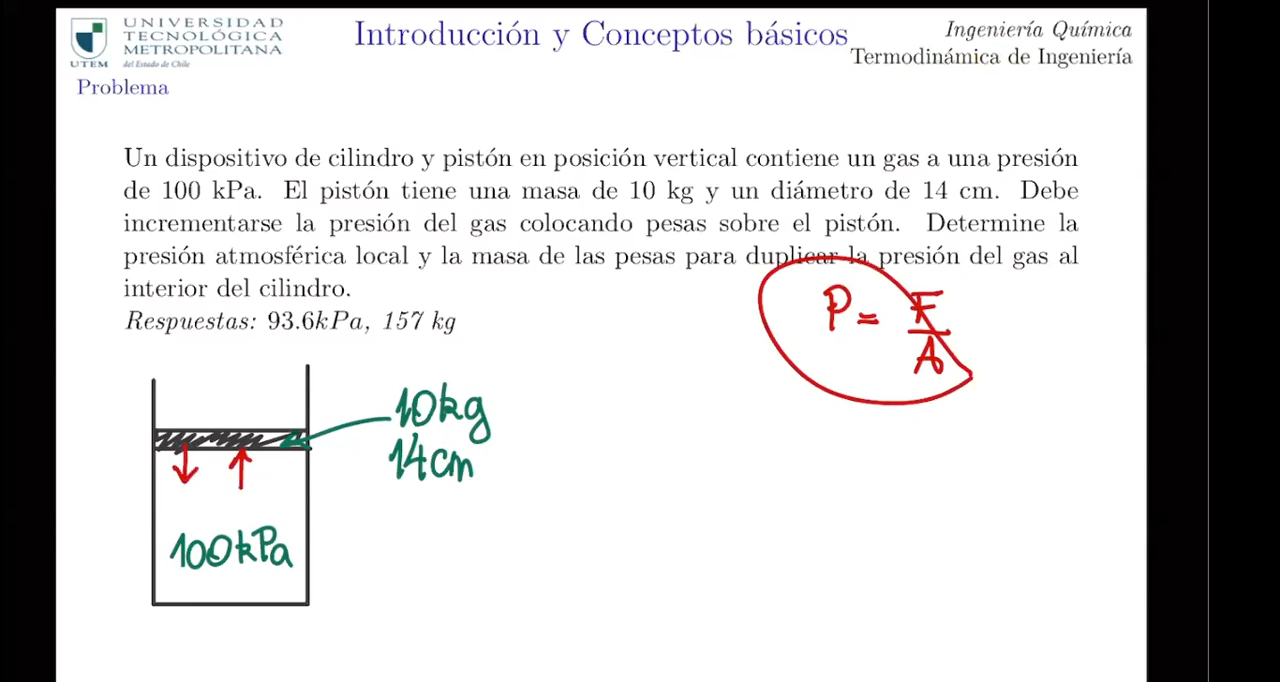 UNIVERSIDAD
TECNOLÓGICA
METROPOLITANA
del Estado de Chile
UTEM
Introducción y Conceptos básicos
Ingeniería Química
Termodinámica de Ingeniería
Problema
Un dispositivo de cilindro y pistón en posición vertical contiene un gas a una presión
de 100 kPa. El pistón tiene una masa de 10 kg y un diámetro de 14 cm. Debe
incrementarse la presión del gas colocando pesas sobre el pistón. Determine la
presión atmosférica local y la masa de las pesas para duplicar la presión del gas al
interior del cilindro.
Respuestas: 93.6kPa, 157 kg
P = F/A
10kg
14cm
100kPa